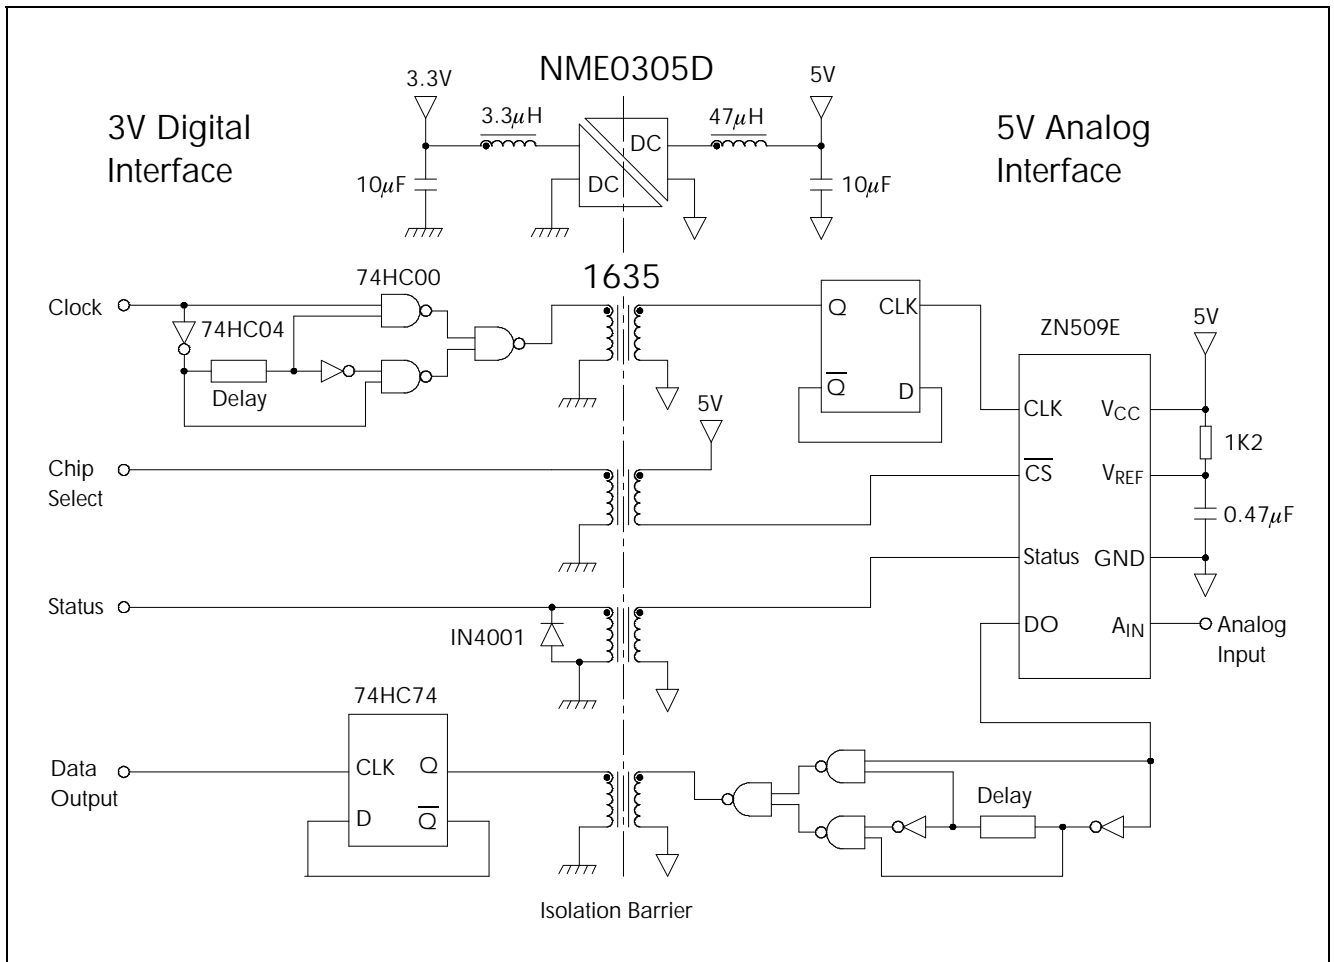 NME0305D
3.3V
5V
3.3μH
47μH
3V Digital
Interface
5V Analog
Interface
DC
DC
10μF
10μF
1635
74HC00
Clock
74HC04
Delay
Q
CLK
Q
D
5V
ZN509E
5V
CLK
VCC
1K2
Chip
Select
CS
VREF
0.47μF
Status
GND
Status
IN4001
DO
AIN
Analog
Input
74HC74
Data
Output
CLK
Q
D
Q
Delay
Isolation Barrier